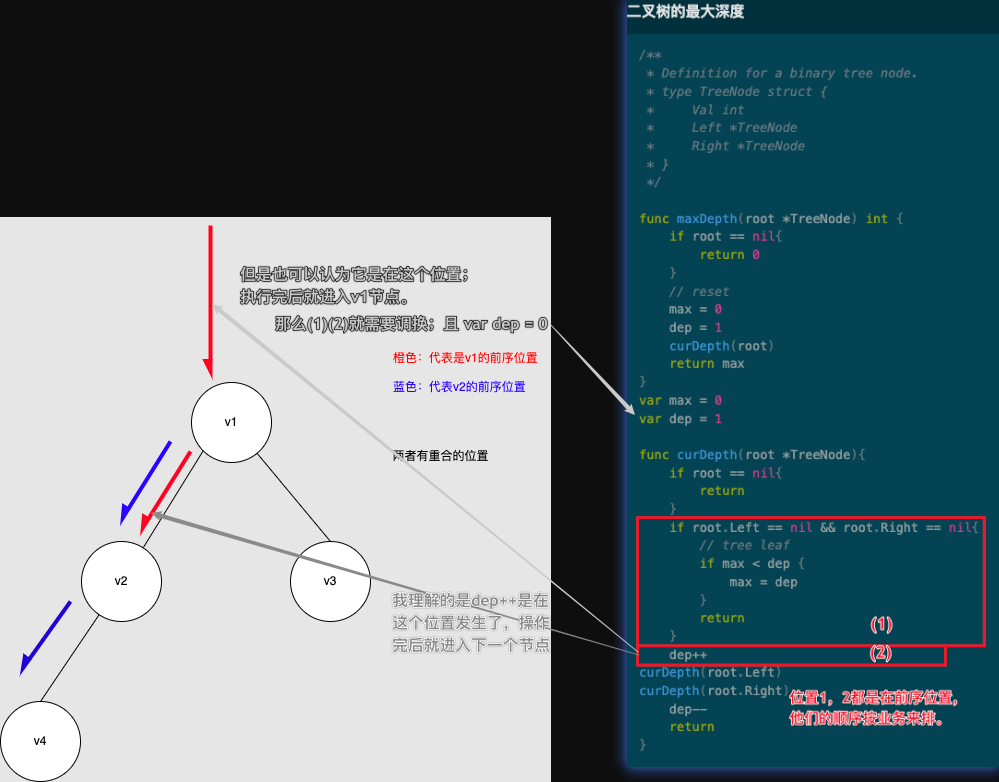 二叉树的最大深度
/**
 * Definition for a binary tree node.
 * type TreeNode struct {
 *     Val int
 *     Left *TreeNode
 *     Right *TreeNode
 * }
 */
func maxDepth(root *TreeNode) int {
    if root == nil{
        return 0
    }
    // reset
    max = 0
    dep = 1
    curDepth(root)
    return max
}
var max = 0
var dep = 1
func curDepth(root *TreeNode){
    if root == nil{
        return
    }
    if root.Left == nil && root.Right == nil{
        // tree leaf
        if max < dep {
            max = dep
        }
        return
    }
(1)
    dep++
(2)
curDepth(root.Left)
curDepth(root.Right)
    dep--
    return
}
位置1，2都是在前序位置，
他们的顺序按业务来排。
但是也可以认为它是在这个位置；
执行完后就进入v1节点。
那么(1)(2)就需要调换；且 var dep = 0
橙色：代表是v1的前序位置
蓝色：代表v2的前序位置
两者有重合的位置
v1
v2
v3
v4
我理解的是dep++是在
这个位置发生了，操作
完后就进入下一个节点